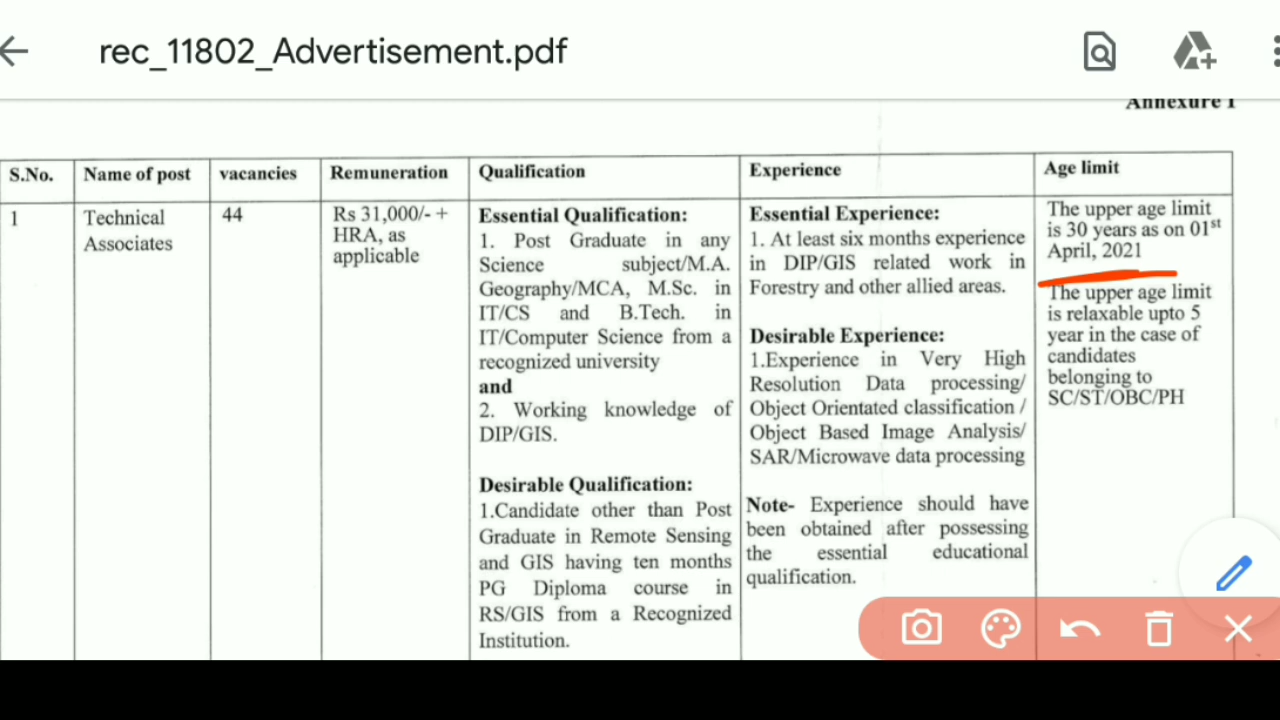 rec_11802_Advertisement.pdf
Annexure I
S.No.
Name of post
vacancies
Remuneration
Qualification
Experience
Age limit
1
Technical
Associates
44
Rs 31,000/- +
HRA, as
applicable
Essential Qualification:
1. Post Graduate in any
Science subject/M.A.
Geography/MCA, M.Sc. in
IT/CS and B.Tech. in
IT/Computer Science from a
recognized university
and
2. Working knowledge of
DIP/GIS.
Desirable Qualification:
1.Candidate other than Post
Graduate in Remote Sensing
and GIS having ten months
PG Diploma course in
RS/GIS from a Recognized
Institution.
Essential Experience:
1. At least six months experience
in DIP/GIS related work in
Forestry and other allied areas.
Desirable Experience:
1.Experience in Very High
Resolution Data processing/
Object Orientated classification /
Object Based Image Analysis/
SAR/Microwave data processing
Note- Experience should have
been obtained after possessing
the essential educational
qualification.
The upper age limit
is 30 years as on 01st
April, 2021
The upper age limit
is relaxable upto 5
year in the case of
candidates
belonging to
SC/ST/OBC/PH